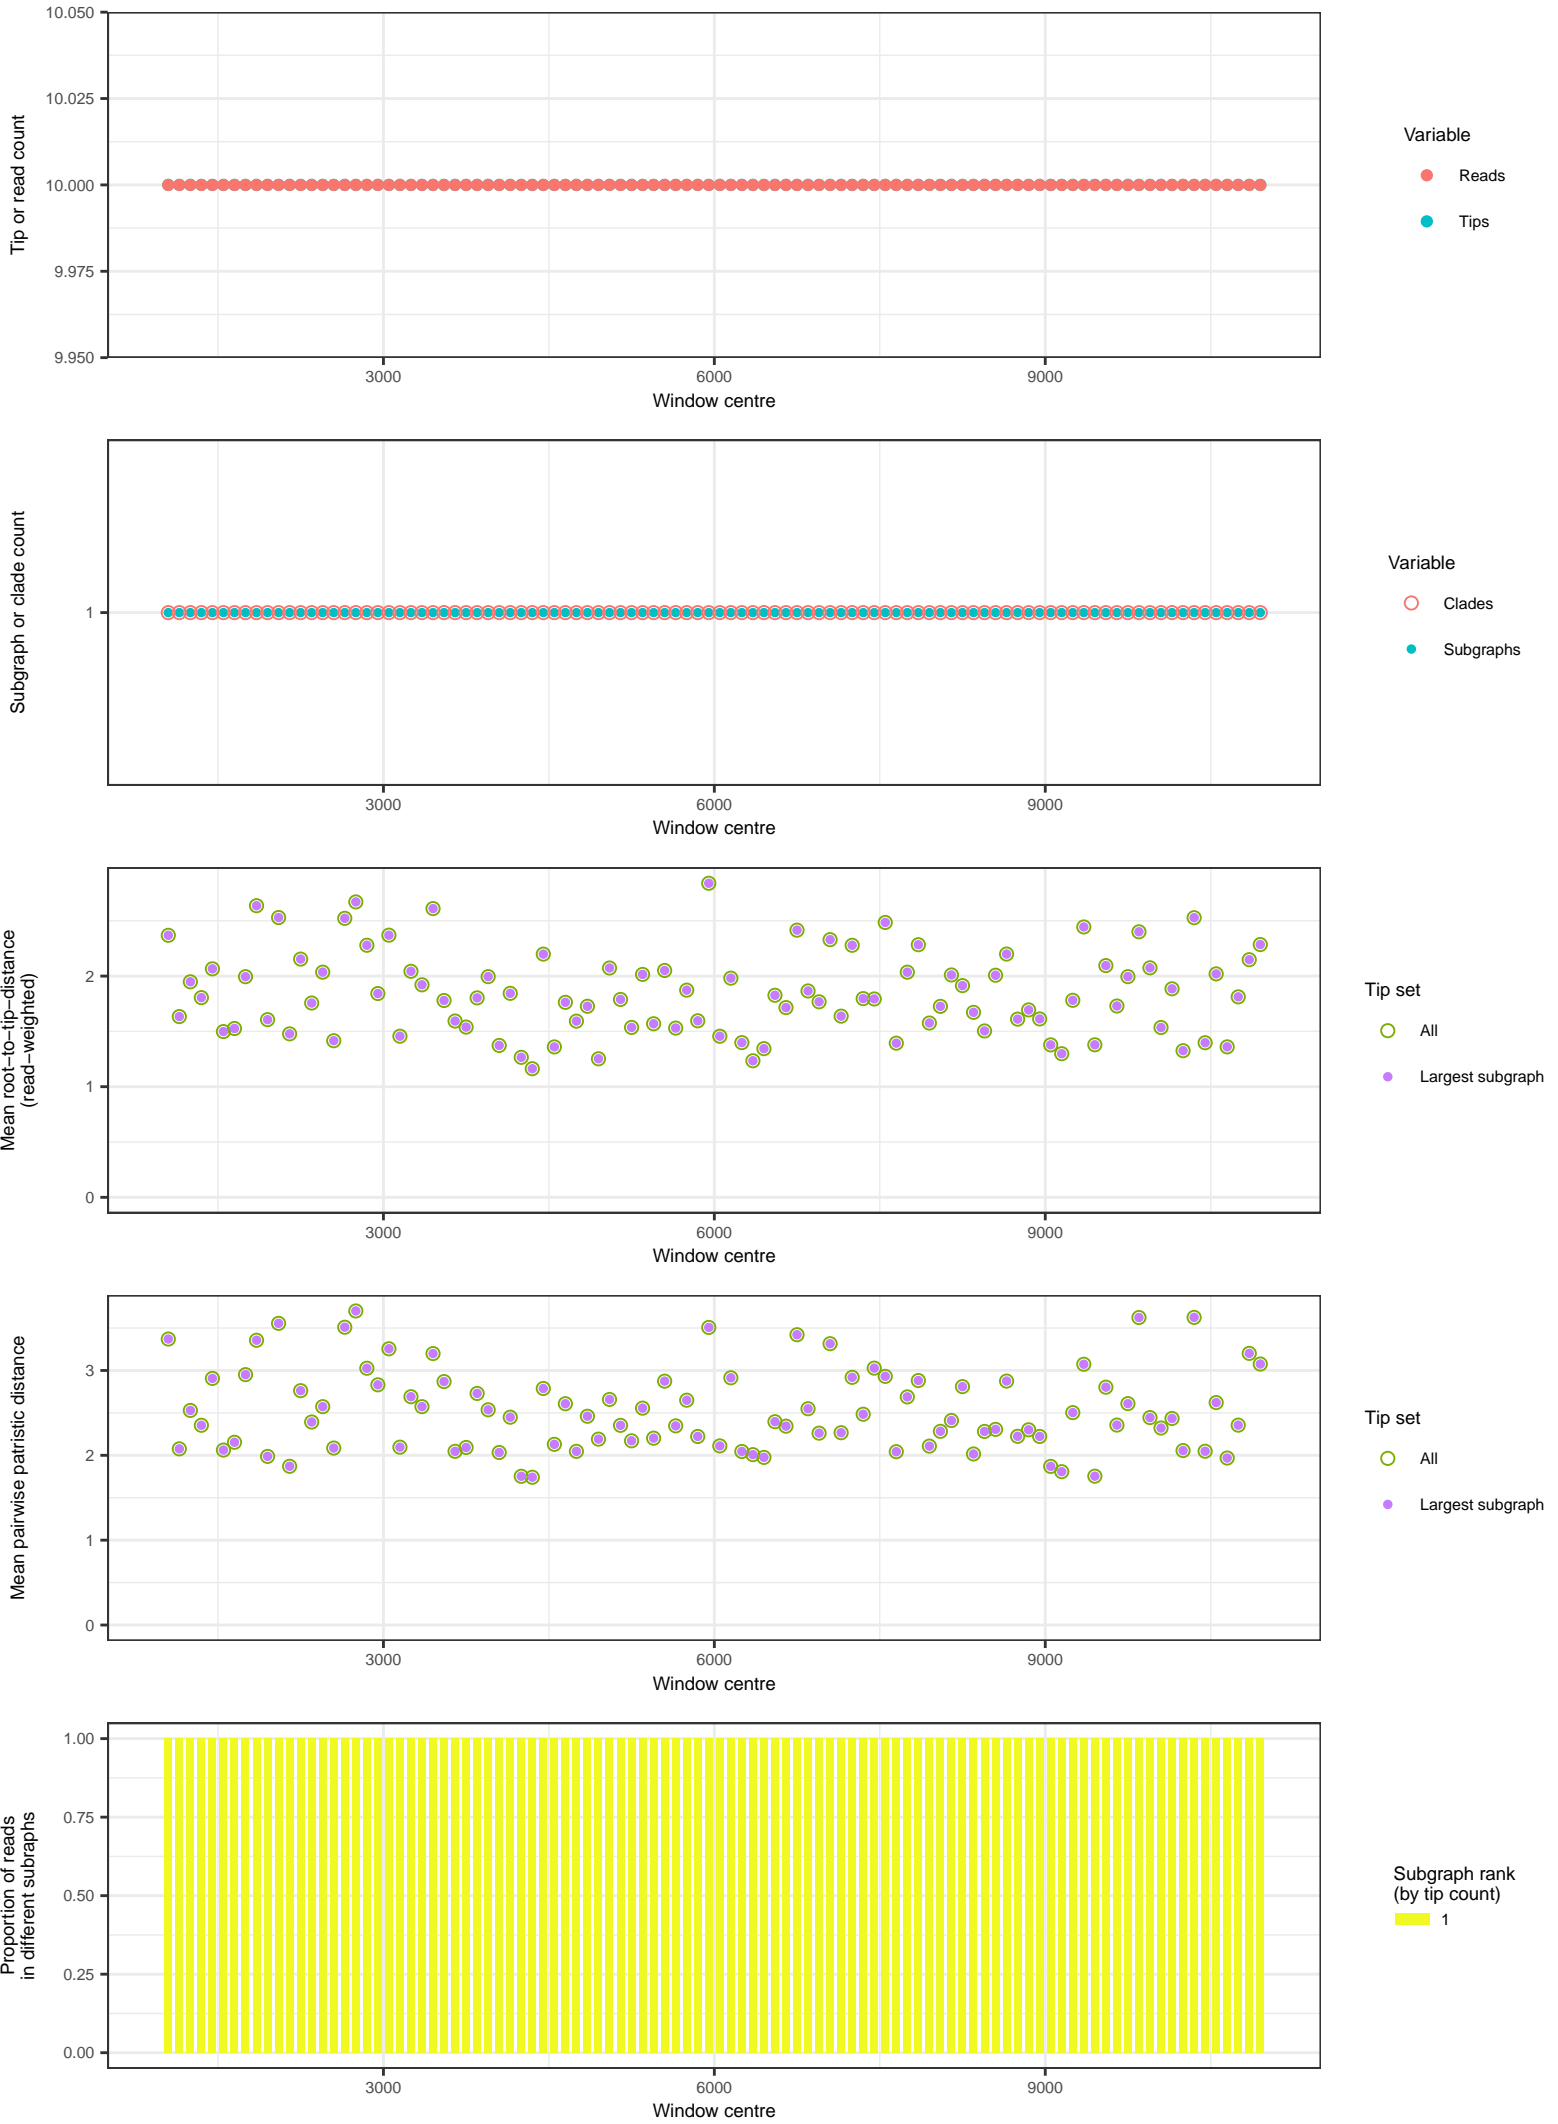 10.050
10.025
10.000
9.975
9.950
Tip or read count
3000
6000
9000
Window centre
Variable
Reads
Tips
1
Subgraph or clade count
3000
6000
9000
Window centre
Variable
Clades
Subgraphs
2
1
0
Mean root−to−tip−distance
(read−weighted)
3000
6000
9000
Window centre
Tip set
All
Largest subgraph
3
2
1
0
Mean pairwise patristic distance
3000
6000
9000
Window centre
Tip set
All
Largest subgraph
1.00
0.75
0.50
0.25
0.00
Proportion of reads
in different subraphs
3000
6000
9000
Window centre
Subgraph rank
(by tip count)
1